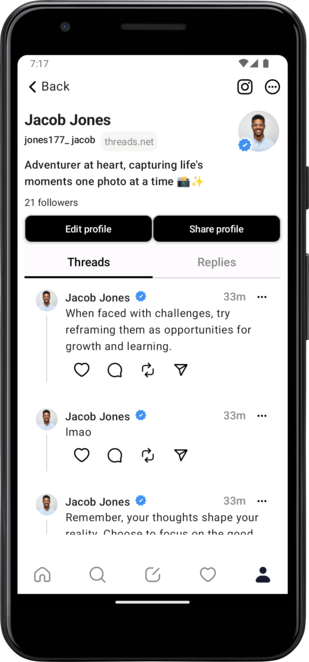 7:17
Back
Jacob Jones
jones177_ jacob threads.net
Adventurer at heart, capturing life's
moments one photo at a time 📸✨
21 followers
Edit profile Share profile
Threads Replies
Jacob Jones 33m
When faced with challenges, try
reframing them as opportunities for
growth and learning.
Jacob Jones 33m
lmao
Jacob Jones 33m
Remember, your thoughts shape your
reality. Choose to focus on the good